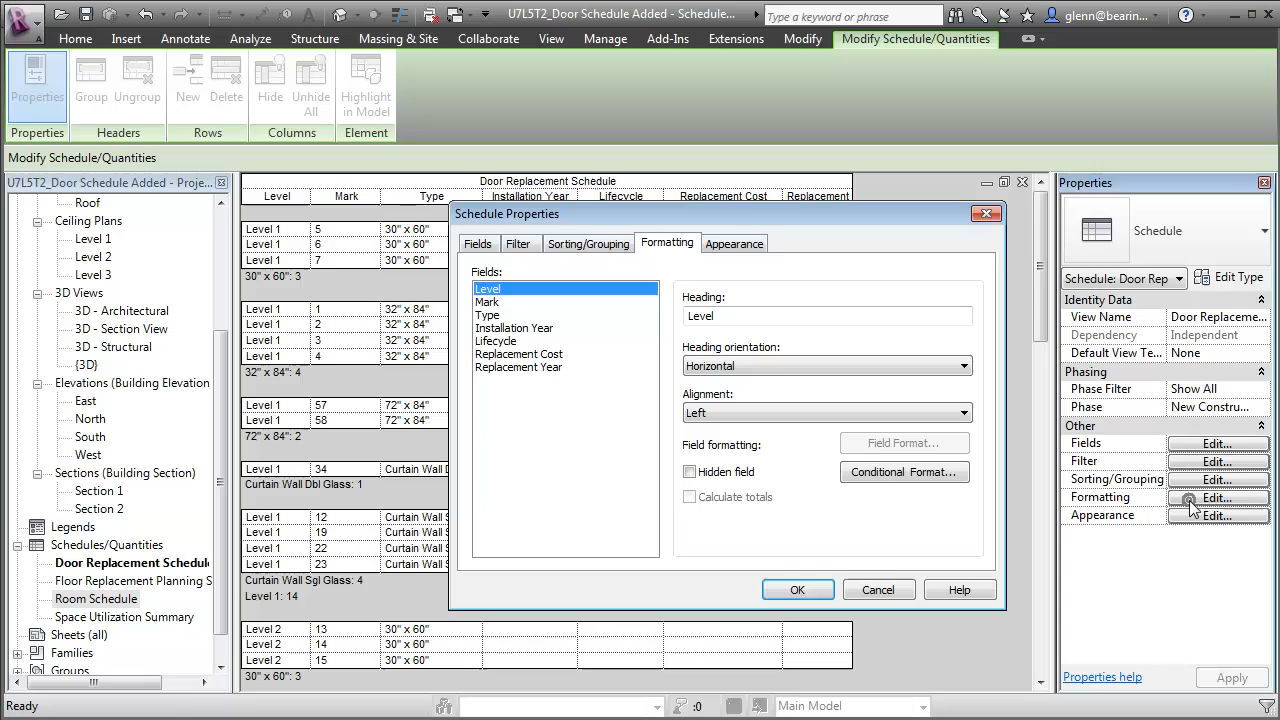 U7L5T2_Door Schedule Added - Schedule...
Type a keyword or phrase
glenn@bearin...
Home Insert Annotate Analyze Structure Massing & Site Collaborate View Manage Add-Ins Extensions Modify Modify Schedule/Quantities
Properties Group Ungroup New Delete Hide Unhide All Highlight in Model
Properties Headers Rows Columns Element
Modify Schedule/Quantities
U7L5T2_Door Schedule Added - Proje...
Roof
Ceiling Plans
Level 1
Level 2
Level 3
3D Views
3D - Architectural
3D - Section View
3D - Structural
{3D}
Elevations (Building Elevation
East
North
South
West
Sections (Building Section)
Section 1
Section 2
Legends
Schedules/Quantities
Door Replacement Schedule
Floor Replacement Planning S
Room Schedule
Space Utilization Summary
Sheets (all)
Families
Groups
Door Replacement Schedule
Level Mark Type Installation Year Lifecycle Replacement Cost Replacement
Level 1 5 30" x 60"
Level 1 6 30" x 60"
Level 1 7 30" x 60"
30" x 60": 3
Level 1 1 32" x 84"
Level 1 2 32" x 84"
Level 1 3 32" x 84"
Level 1 4 32" x 84"
32" x 84": 4
Level 1 57 72" x 84"
Level 1 58 72" x 84"
72" x 84": 2
Level 1 34 Curtain Wall D
Curtain Wall Dbl Glass: 1
Level 1 12 Curtain Wall S
Level 1 19 Curtain Wall S
Level 1 22 Curtain Wall S
Level 1 23 Curtain Wall S
Curtain Wall Sgl Glass: 4
Level 1: 14
Level 2 13 30" x 60"
Level 2 14 30" x 60"
Level 2 15 30" x 60"
30" x 60": 3
Schedule Properties
Fields Filter Sorting/Grouping Formatting Appearance
Fields:
Level
Mark
Type
Installation Year
Lifecycle
Replacement Cost
Replacement Year
Heading:
Level
Heading orientation:
Horizontal
Alignment:
Left
Field formatting: Field Format...
Hidden field Conditional Format...
Calculate totals
OK Cancel Help
Properties
Schedule
Schedule: Door Rep Edit Type
Identity Data
View Name Door Replaceme...
Dependency Independent
Default View Te... None
Phasing
Phase Filter Show All
Phase New Constru...
Other
Fields Edit...
Filter Edit...
Sorting/Grouping Edit...
Formatting Edit...
Appearance Edit...
Properties help Apply
Ready :0 Main Model